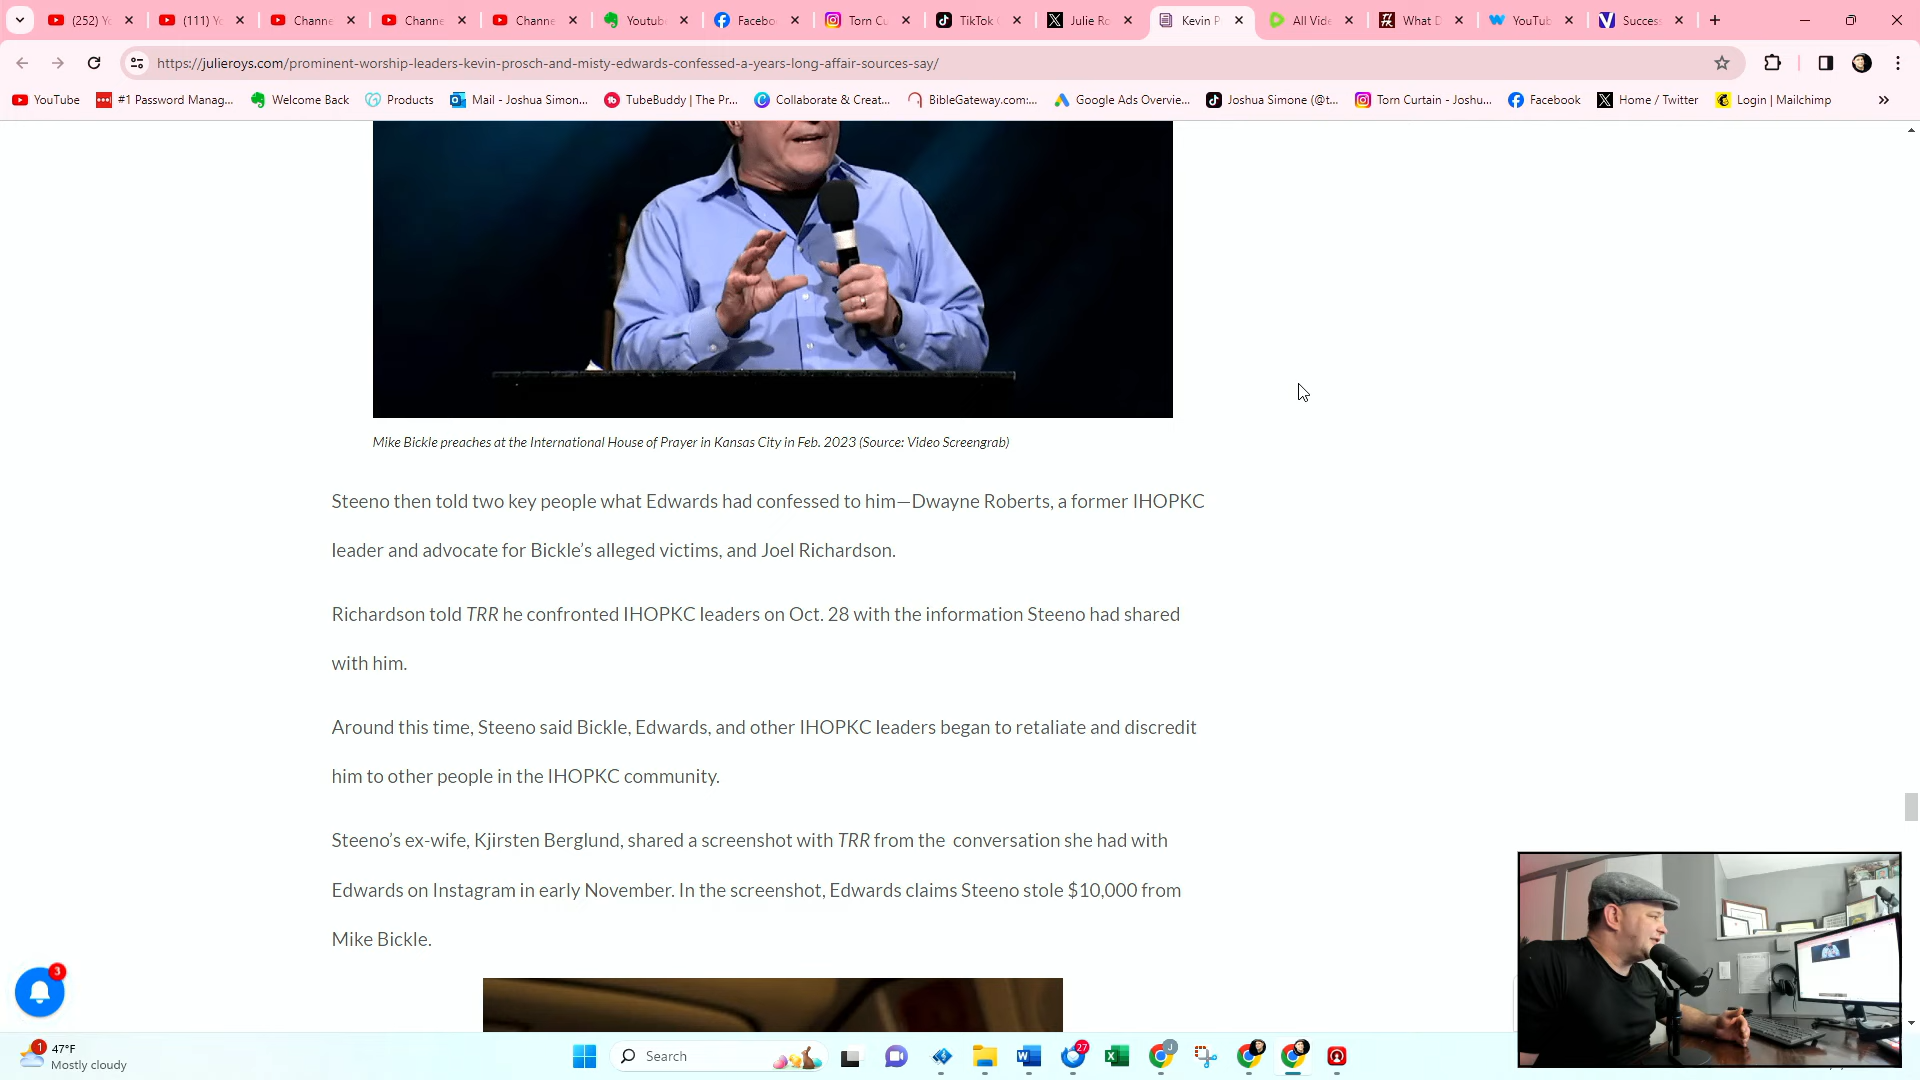 (252) Yo
(111) Yo
Channe
Channe
Channe
Youtub
Facebo
Torn Cu
TikTok
Julie Ro
Kevin P
All Vide
What D
YouTub
Success
https://julieroys.com/prominent-worship-leaders-kevin-prosch-and-misty-edwards-confessed-a-years-long-affair-sources-say/
YouTube
#1 Password Manag...
Welcome Back
Products
Mail - Joshua Simon...
TubeBuddy | The Pr...
Collaborate & Creat...
BibleGateway.com:...
Google Ads Overvie...
Joshua Simone (@t...
Torn Curtain - Joshu...
Facebook
Home / Twitter
Login | Mailchimp
Mike Bickle preaches at the International House of Prayer in Kansas City in Feb. 2023 (Source: Video Screengrab)
Steeno then told two key people what Edwards had confessed to him—Dwayne Roberts, a former IHOPKC
leader and advocate for Bickle’s alleged victims, and Joel Richardson.
Richardson told TRR he confronted IHOPKC leaders on Oct. 28 with the information Steeno had shared
with him.
Around this time, Steeno said Bickle, Edwards, and other IHOPKC leaders began to retaliate and discredit
him to other people in the IHOPKC community.
Steeno’s ex-wife, Kjirsten Berglund, shared a screenshot with TRR from the conversation she had with
Edwards on Instagram in early November. In the screenshot, Edwards claims Steeno stole $10,000 from
Mike Bickle.
3
1
47°F
Mostly cloudy
Search
27
J